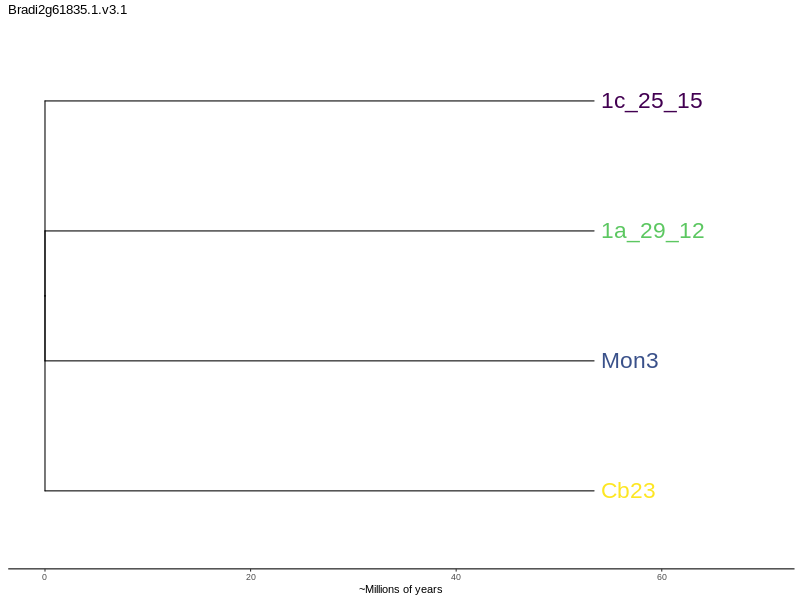 Bradi2g61835.1.v3.1
1c_25_15
1a_29_12
Mon3
Cb23
0 20 40 60
~Millions of years